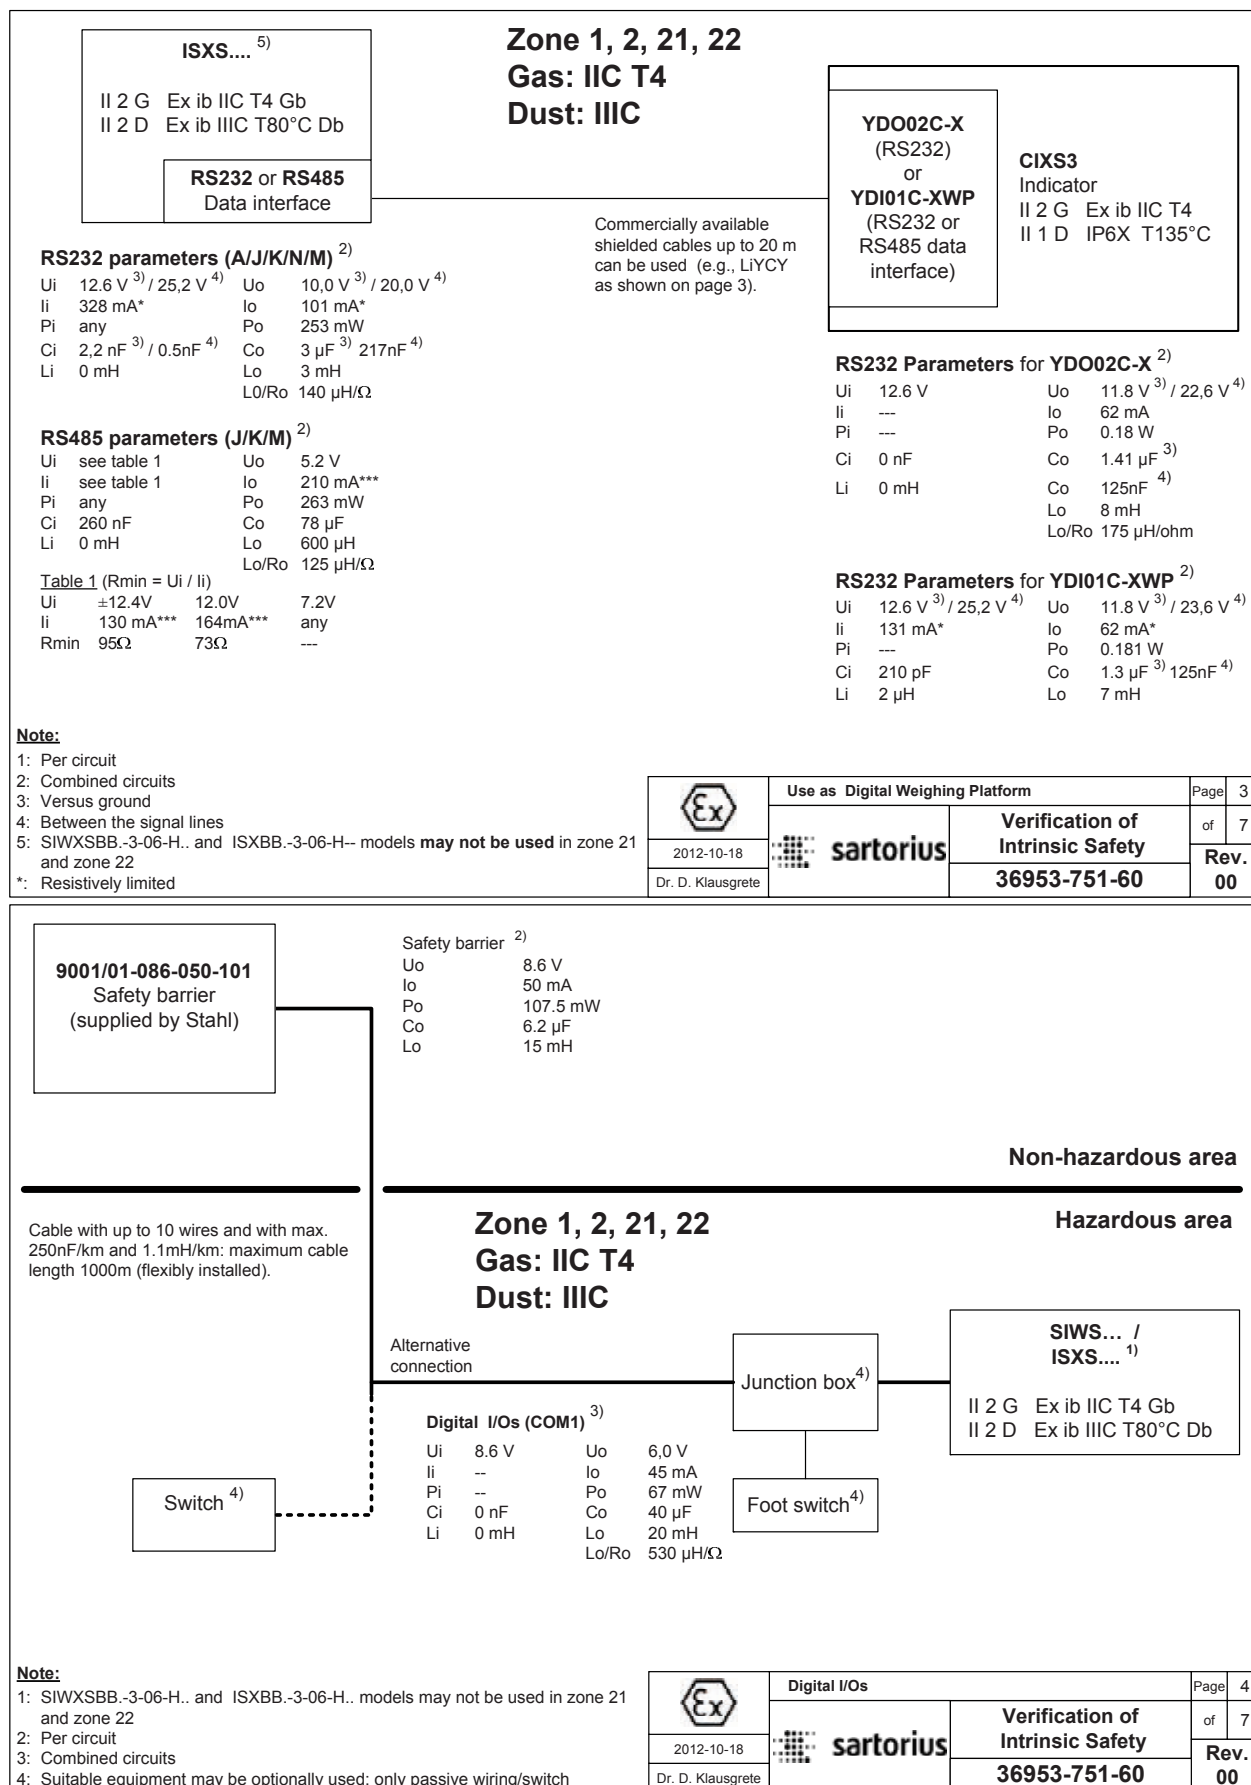 ISXS.... 5)
II 2 G Ex ib IIC T4 Gb
II 2 D Ex ib IIIC T80°C Db
RS232 or RS485
Data interface
Zone 1, 2, 21, 22
Gas: IIC T4
Dust: IIIC
YDO02C-X
(RS232)
or
YDI01C-XWP
(RS232 or
RS485 data
interface)
CIXS3
Indicator
II 2 G Ex ib IIC T4
II 1 D IP6X T135°C
Commercially available
shielded cables up to 20 m
can be used (e.g., LiYCY
as shown on page 3).
RS232 parameters (A/J/K/N/M) 2)
Ui 12.6 V 3) / 25,2 V 4) Uo 10,0 V 3) / 20,0 V 4)
Ii 328 mA* Io 101 mA*
Pi any Po 253 mW
Ci 2,2 nF 3) / 0.5nF 4) Co 3 µF 3) 217nF 4)
Li 0 mH Lo 3 mH
L0/Ro 140 µH/Ω
RS485 parameters (J/K/M) 2)
Ui see table 1 Uo 5.2 V
Ii see table 1 Io 210 mA***
Pi any Po 263 mW
Ci 260 nF Co 78 µF
Li 0 mH Lo 600 µH
Lo/Ro 125 µH/Ω
Table 1 (Rmin = Ui / Ii)
Ui ±12.4V 12.0V 7.2V
Ii 130 mA*** 164mA*** any
Rmin 95Ω 73Ω ---
RS232 Parameters for YDO02C-X 2)
Ui 12.6 V Uo 11.8 V 3) / 22,6 V 4)
Ii --- Io 62 mA
Pi --- Po 0.18 W
Ci 0 nF Co 1.41 µF 3)
Li 0 mH Co 125nF 4)
Lo 8 mH
Lo/Ro 175 µH/ohm
RS232 Parameters for YDI01C-XWP 2)
Ui 12.6 V 3) / 25,2 V 4) Uo 11.8 V 3) / 23,6 V 4)
Ii 131 mA* Io 62 mA*
Pi --- Po 0.181 W
Ci 210 pF Co 1.3 µF 3) 125nF 4)
Li 2 µH Lo 7 mH
Note:
1: Per circuit
2: Combined circuits
3: Versus ground
4: Between the signal lines
5: SIWXSBB.-3-06-H.. and ISXBB.-3-06-H-- models may not be used in zone 21
and zone 22
*: Resistively limited
Ex
2012-10-18
Dr. D. Klausgrete
Use as Digital Weighing Platform
sartorius
Verification of
Intrinsic Safety
36953-751-60
Page 3
of 7
Rev.
00
9001/01-086-050-101
Safety barrier
(supplied by Stahl)
Safety barrier 2)
Uo 8.6 V
Io 50 mA
Po 107.5 mW
Co 6.2 µF
Lo 15 mH
Non-hazardous area
Hazardous area
Cable with up to 10 wires and with max.
250nF/km and 1.1mH/km: maximum cable
length 1000m (flexibly installed).
Zone 1, 2, 21, 22
Gas: IIC T4
Dust: IIIC
Alternative
connection
Junction box 4)
SIWS... /
ISXS.... 1)
II 2 G Ex ib IIC T4 Gb
II 2 D Ex ib IIIC T80°C Db
Digital I/Os (COM1) 3)
Ui 8.6 V Uo 6,0 V
Ii -- Io 45 mA
Pi -- Po 67 mW
Ci 0 nF Co 40 µF
Li 0 mH Lo 20 mH
Lo/Ro 530 µH/Ω
Switch 4)
Foot switch 4)
Note:
1: SIWXSBB.-3-06-H.. and ISXBB.-3-06-H.. models may not be used in zone 21
and zone 22
2: Per circuit
3: Combined circuits
4: Suitable equipment may be optionally used: only passive wiring/switch
Ex
2012-10-18
Dr. D. Klausgrete
Digital I/Os
sartorius
Verification of
Intrinsic Safety
36953-751-60
Page 4
of 7
Rev.
00